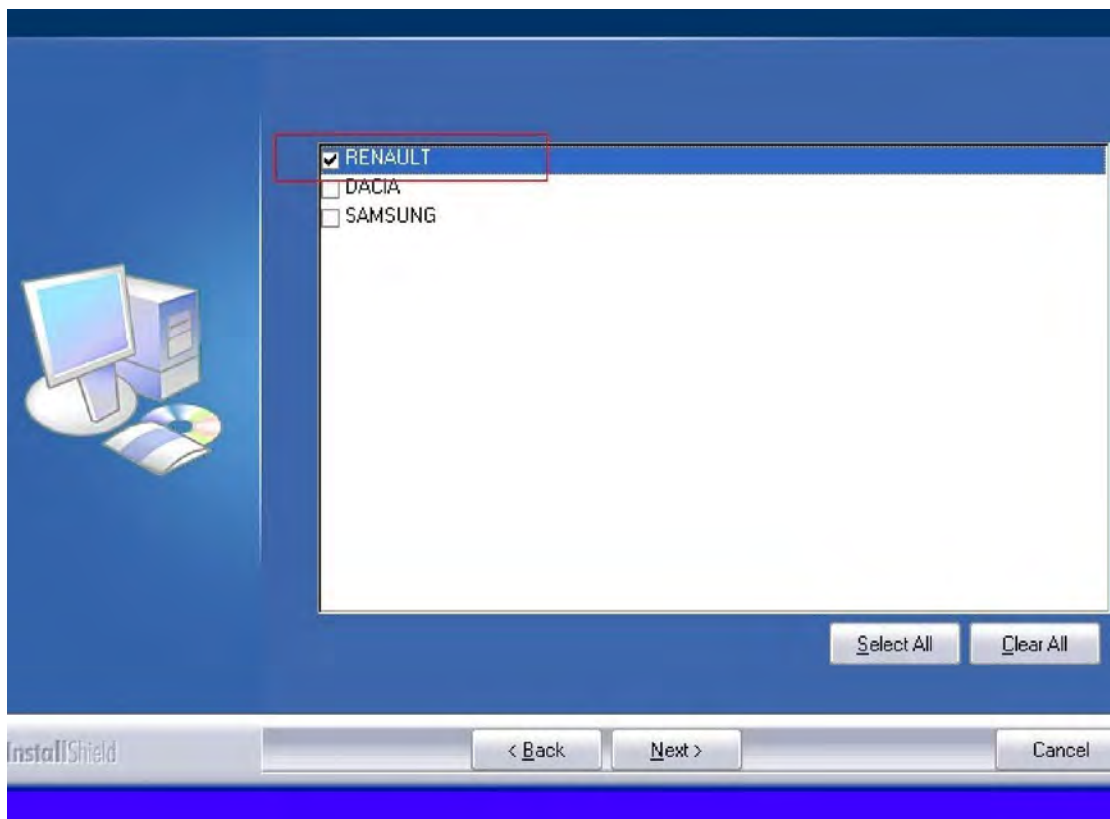 RENAULT
DACIA
SAMSUNG
Select All
Clear All
InstallShield
< Back
Next >
Cancel